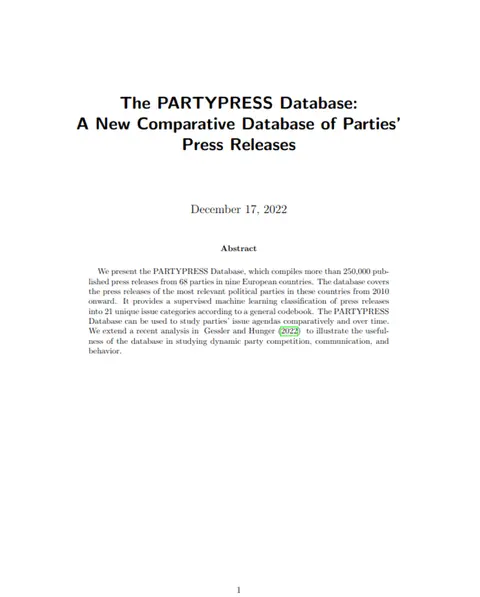 The PARTYPRESS Database:
A New Comparative Database of Parties'
Press Releases
December 17, 2022
Abstract
We present the PARTYPRESS Database, which compiles more than 250,000 pub-
lished press releases from 68 parties in nine European countries. The database covers
the press releases of the most relevant political parties in these countries from 2010
onward. It provides a supervised machine learning classification of press releases
into 21 unique issue categories according to a general codebook. The PARTYPRESS
Database can be used to study parties' issue agendas comparatively and over time.
We extend a recent analysis in Gessler and Hunger (2022) to illustrate the useful-
ness of the database in studying dynamic party competition, communication, and
behavior.
1